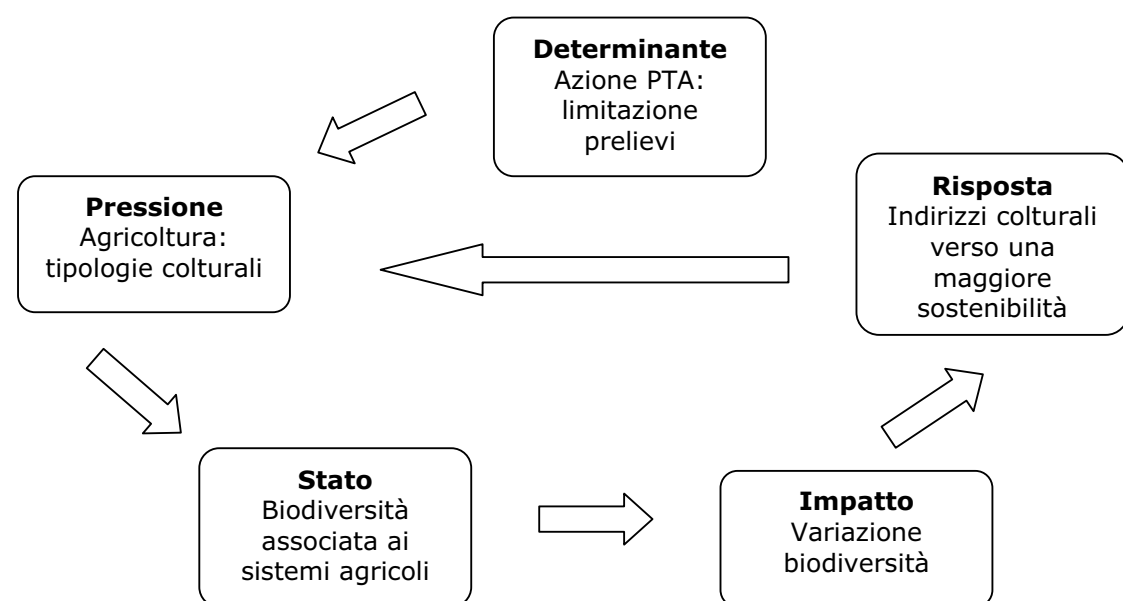 Determinante
Azione PTA:
limitazione
prelievi
Pressione
Agricoltura:
tipologie colturali
Risposta
Indirizzi colturali
verso una
maggiore
sostenibilità
Stato
Biodiversità
associata ai
sistemi agricoli
Impatto
Variazione
biodiversità